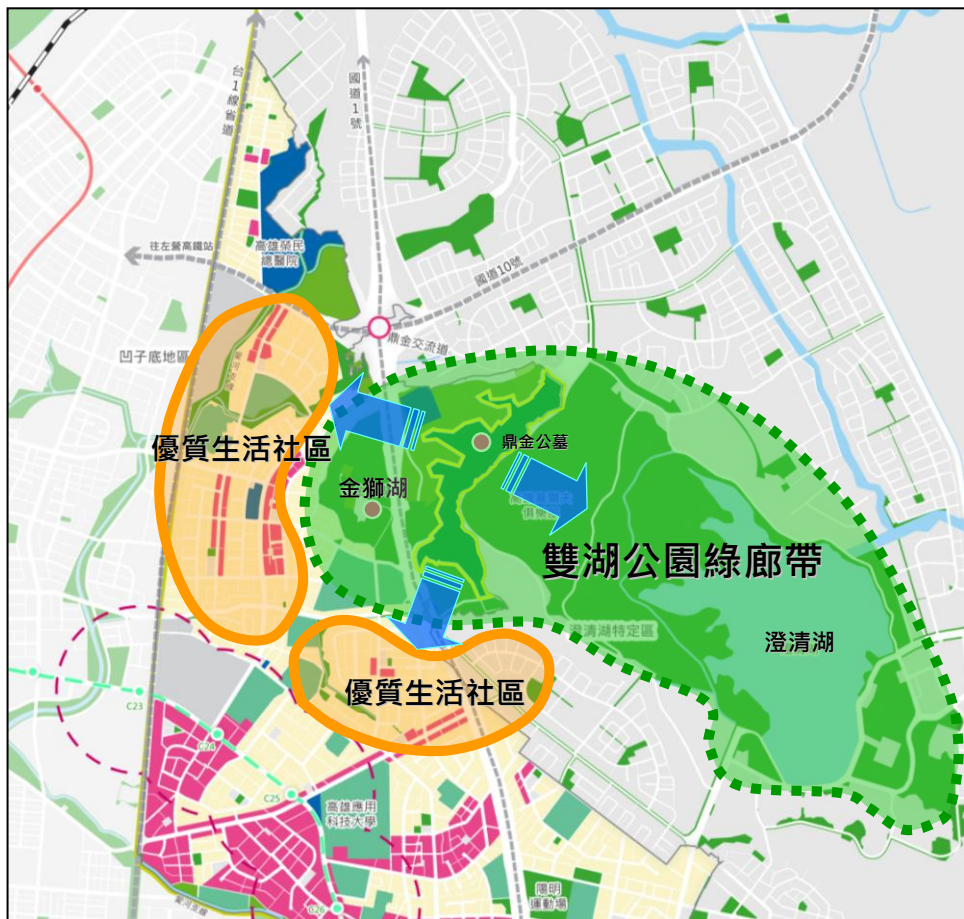 台1線省道
國道1號
往左營高鐵站
高雄榮民
總醫院
國道10號
鼎金交流道
凹子底地區
優質生活社區
鼎金公墓
金獅湖
雙湖公園綠廊帶
澄清湖特定區
澄清湖
優質生活社區
C23
C24
C25
高雄應用
科技大學
C26
陽明
運動場